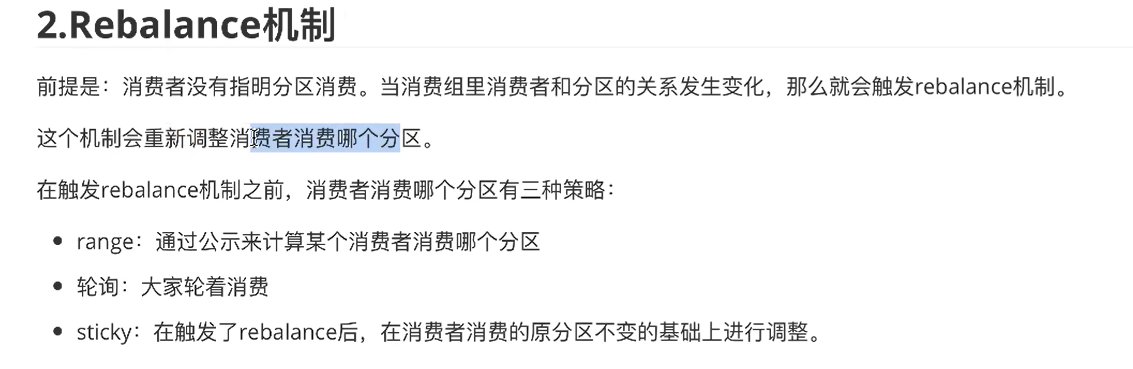 2.Rebalance机制
前提是：消费者没有指明分区消费。当消费组里消费者和分区的关系发生变化，那么就会触发rebalance机制。
这个机制会重新调整消费者消费哪个分区。
在触发rebalance机制之前，消费者消费哪个分区有三种策略：
• range：通过公示来计算某个消费者消费哪个分区
• 轮询：大家轮着消费
• sticky：在触发了rebalance后，在消费者消费的原分区不变的基础上进行调整。